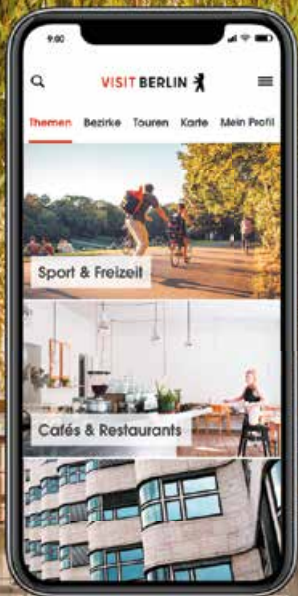 9:00
VISIT BERLIN
Themen Bezirke Touren Karte Mein Profil
Sport & Freizeit
Cafés & Restaurants